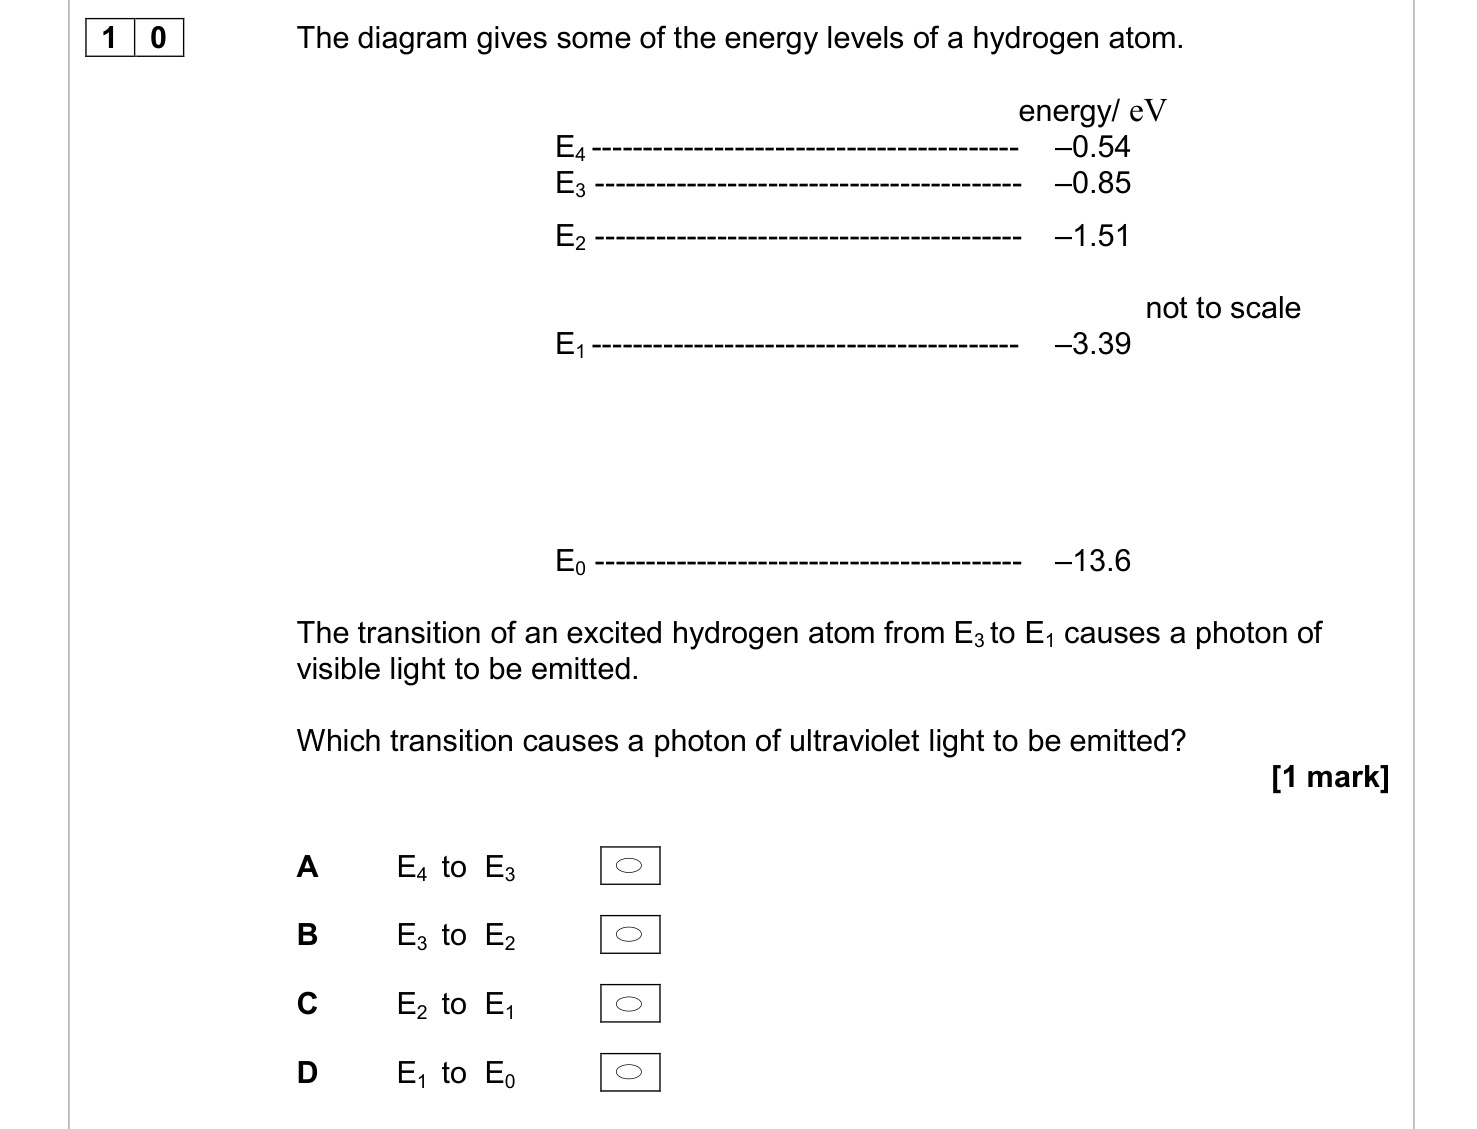 1 0 The diagram gives some of the energy levels of a hydrogen atom.
energy/ eV
E₄ ------------------------------------------ –0.54
E₃ ------------------------------------------ –0.85
E₂ ------------------------------------------ –1.51
not to scale
E₁ ------------------------------------------ –3.39
E₀ ------------------------------------------ –13.6
The transition of an excited hydrogen atom from E₃ to E₁ causes a photon of
visible light to be emitted.
Which transition causes a photon of ultraviolet light to be emitted?
[1 mark]
A E₄ to E₃
B E₃ to E₂
C E₂ to E₁
D E₁ to E₀